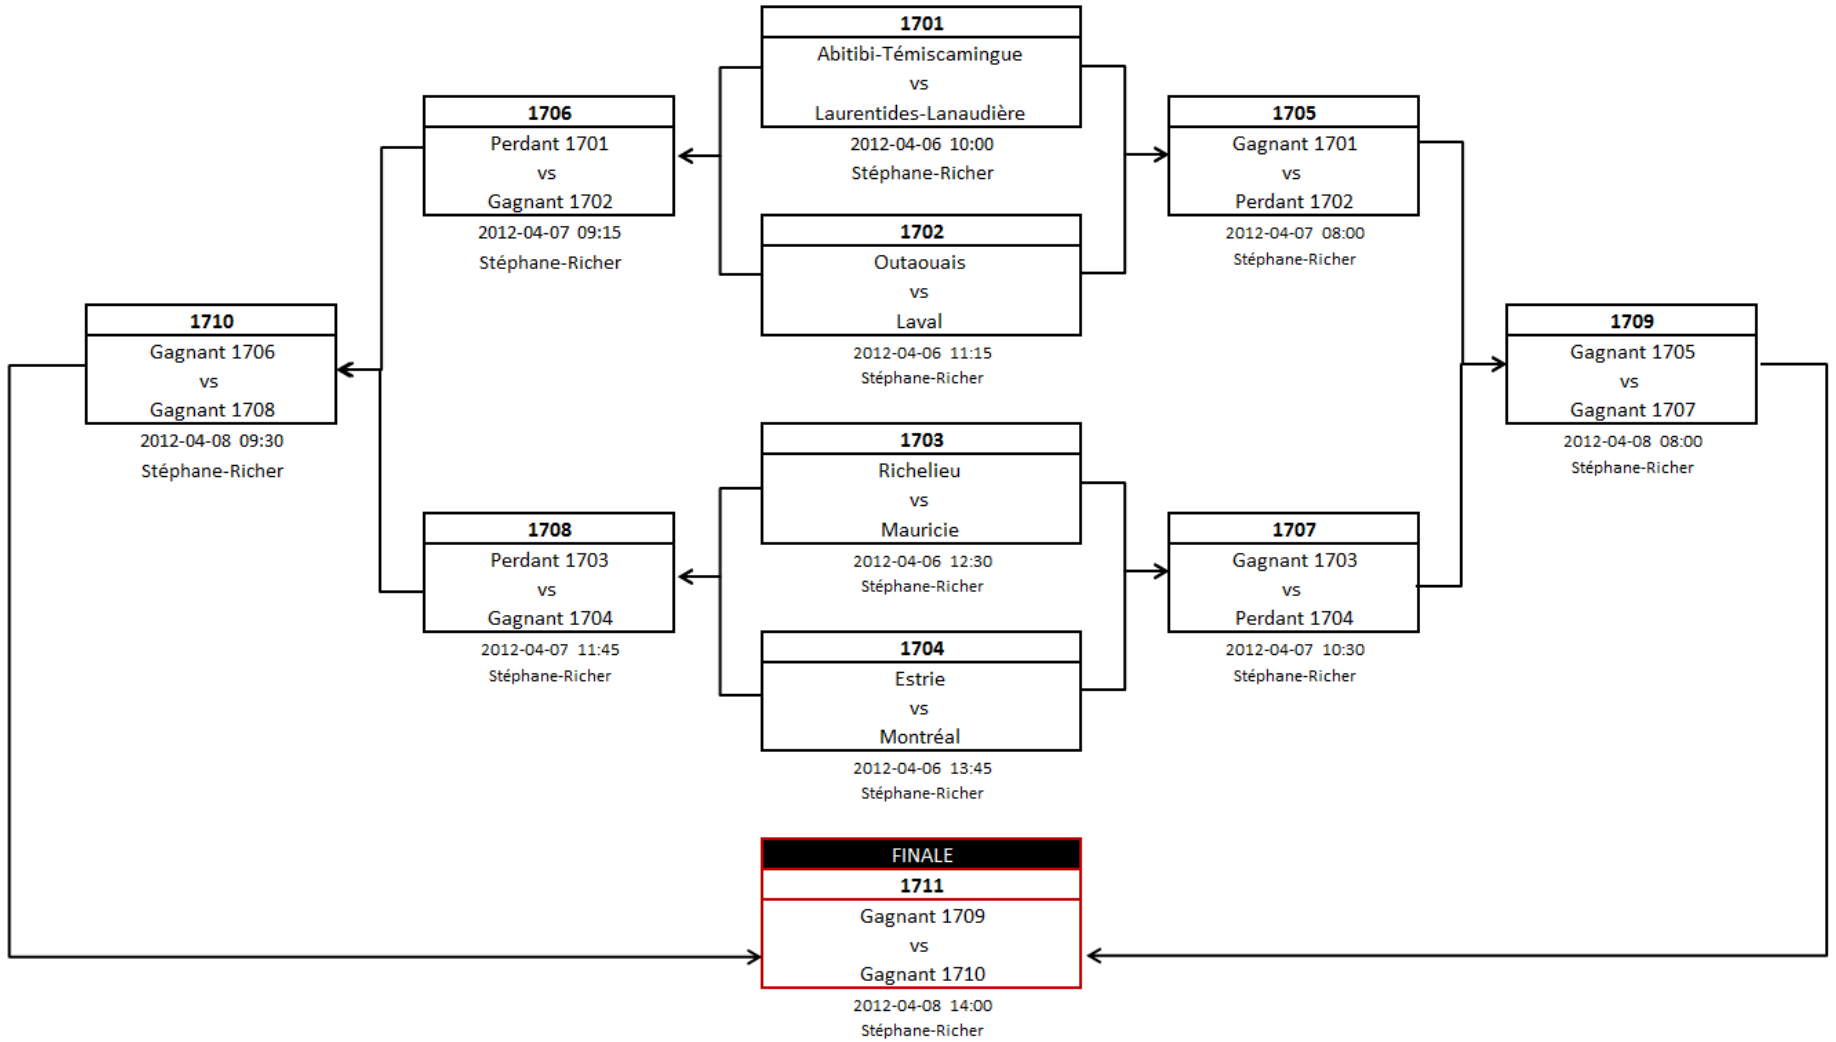 1701
Abitibi-Témiscamingue
vs
Laurentides-Lanaudière
2012-04-06 10:00
Stéphane-Richer
1706
Perdant 1701
vs
Gagnant 1702
2012-04-07 09:15
Stéphane-Richer
1705
Gagnant 1701
vs
Perdant 1702
2012-04-07 08:00
Stéphane-Richer
1702
Outaouais
vs
Laval
2012-04-06 11:15
Stéphane-Richer
1710
Gagnant 1706
vs
Gagnant 1708
2012-04-08 09:30
Stéphane-Richer
1709
Gagnant 1705
vs
Gagnant 1707
2012-04-08 08:00
Stéphane-Richer
1703
Richelieu
vs
Mauricie
2012-04-06 12:30
Stéphane-Richer
1708
Perdant 1703
vs
Gagnant 1704
2012-04-07 11:45
Stéphane-Richer
1707
Gagnant 1703
vs
Perdant 1704
2012-04-07 10:30
Stéphane-Richer
1704
Estrie
vs
Montréal
2012-04-06 13:45
Stéphane-Richer
FINALE
1711
Gagnant 1709
vs
Gagnant 1710
2012-04-08 14:00
Stéphane-Richer